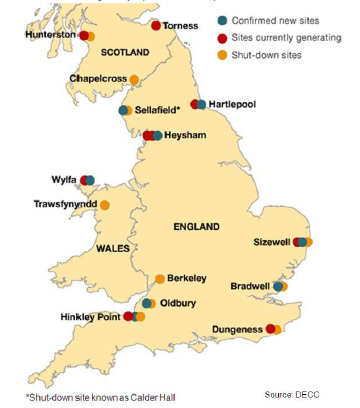 Confirmed new sites
Sites currently generating
Shut-down sites
Hunterston
Torness
SCOTLAND
Chapelcross
Sellafield*
Hartlepool
Heysham
Wylfa
Trawsfynyndd
ENGLAND
Sizewell
WALES
Berkeley
Bradwell
Oldbury
Hinkley Point
Dungeness
*Shut-down site known as Calder Hall
Source: DECC